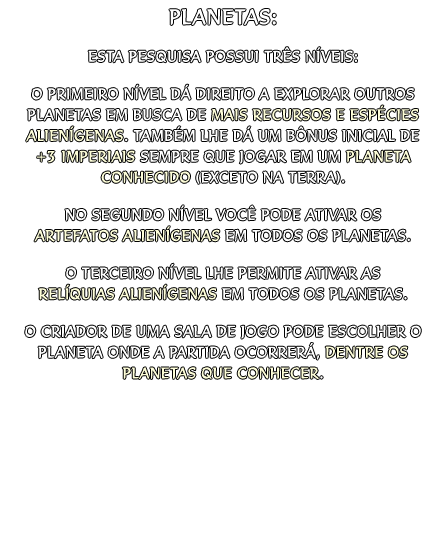 PLANETAS:
ESTA PESQUISA POSSUI TRÊS NÍVEIS:
O PRIMEIRO NÍVEL DÁ DIREITO A EXPLORAR OUTROS
PLANETAS EM BUSCA DE MAIS RECURSOS E ESPÉCIES
ALIENÍGENAS. TAMBÉM LHE DÁ UM BÔNUS INICIAL DE
+3 IMPERIAIS SEMPRE QUE JOGAR EM UM PLANETA
CONHECIDO (EXCETO NA TERRA).
NO SEGUNDO NÍVEL VOCÊ PODE ATIVAR OS
ARTEFATOS ALIENÍGENAS EM TODOS OS PLANETAS.
O TERCEIRO NÍVEL LHE PERMITE ATIVAR AS
RELÍQUIAS ALIENÍGENAS EM TODOS OS PLANETAS.
O CRIADOR DE UMA SALA DE JOGO PODE ESCOLHER O
PLANETA ONDE A PARTIDA OCORRERÁ, DENTRE OS
PLANETAS QUE CONHECER.